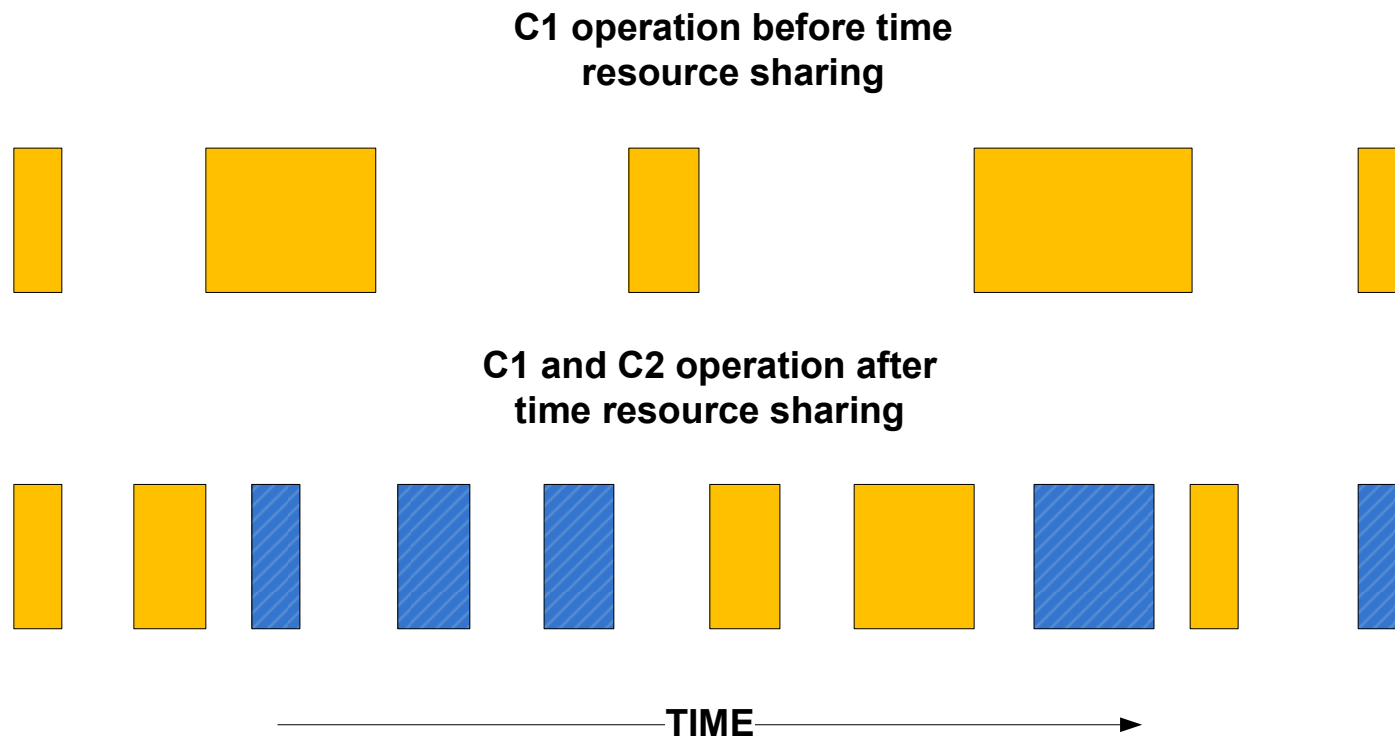 C1 operation before time
resource sharing
C1 and C2 operation after
time resource sharing
TIME